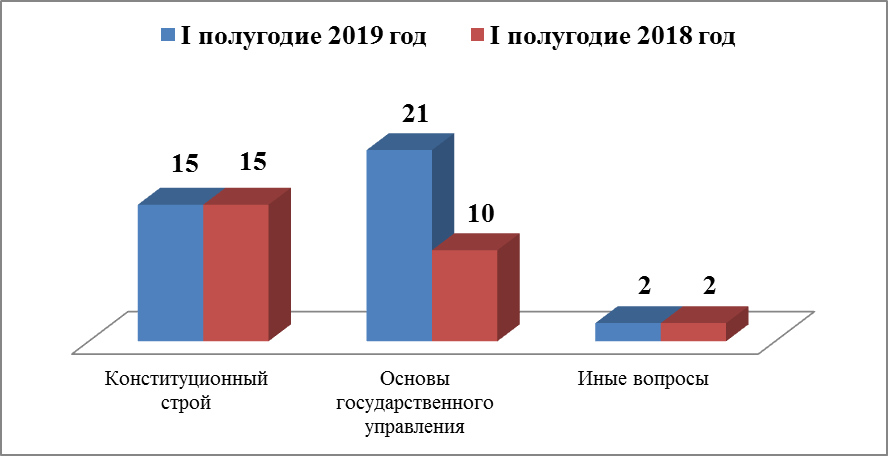 I полугодие 2019 год I полугодие 2018 год
21
15 15
10
2 2
Конституционный строй
Основы государственного управления
Иные вопросы